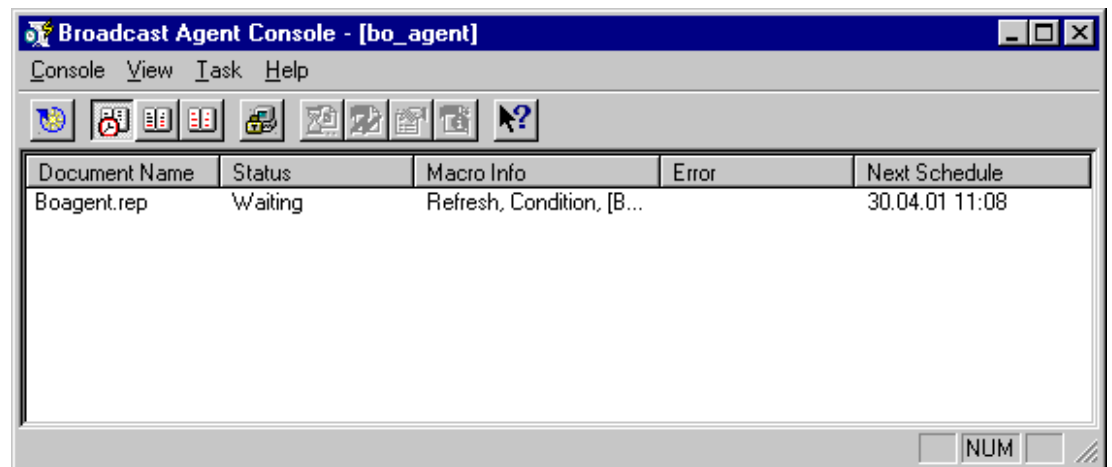 Broadcast Agent Console - [bo_agent]
Console View Task Help
Document Name Status Macro Info Error Next Schedule
Boagent.rep Waiting Refresh, Condition, [B... 30.04.01 11:08
NUM